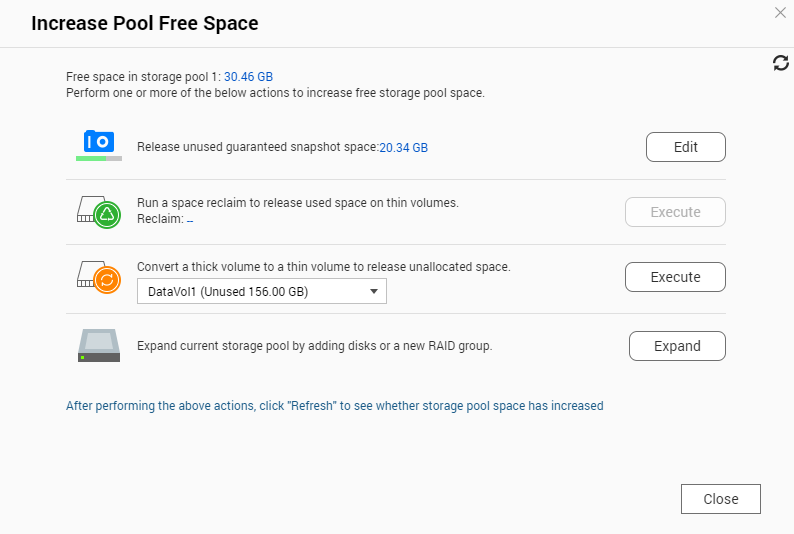 Increase Pool Free Space
Free space in storage pool 1: 30.46 GB
Perform one or more of the below actions to increase free storage pool space.
Release unused guaranteed snapshot space:20.34 GB
Edit
Run a space reclaim to release used space on thin volumes.
Reclaim: --
Execute
Convert a thick volume to a thin volume to release unallocated space.
DataVol1 (Unused 156.00 GB)
Execute
Expand current storage pool by adding disks or a new RAID group.
Expand
After performing the above actions, click "Refresh" to see whether storage pool space has increased
Close